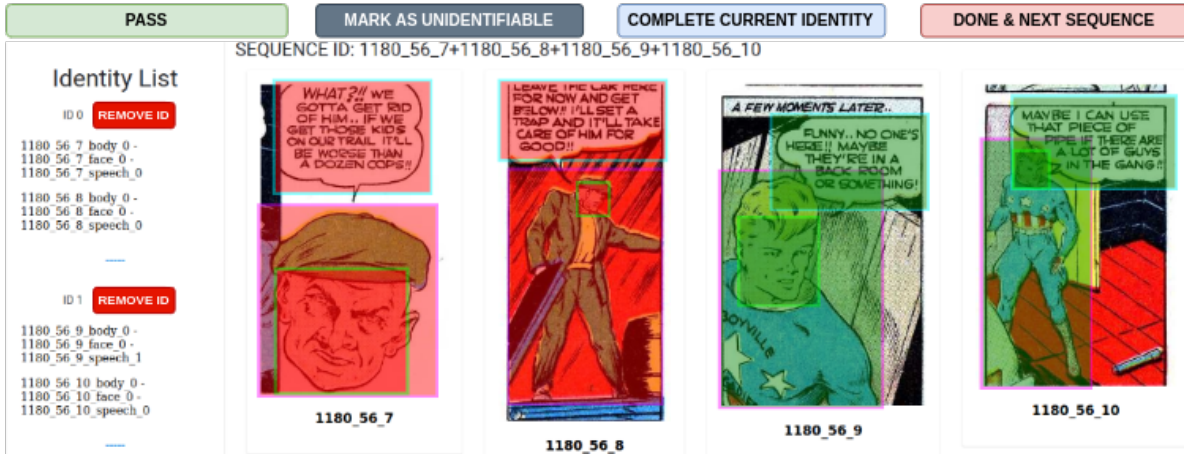 PASS
MARK AS UNIDENTIFIABLE
COMPLETE CURRENT IDENTITY
DONE & NEXT SEQUENCE
SEQUENCE ID: 1180_56_7+1180_56_8+1180_56_9+1180_56_10
Identity List
ID 0
REMOVE ID
1180_56_7_body_0 -
1180_56_7_face_0 -
1180_56_7_speech_0
1180_56_8_body_0 -
1180_56_8_face_0 -
1180_56_8_speech_0
-----
ID 1
REMOVE ID
1180_56_9_body_0 -
1180_56_9_face_0 -
1180_56_9_speech_1
1180_56_10_body_0 -
1180_56_10_face_0 -
1180_56_10_speech_0
-----
WHAT?!! WE
GOTTA GET RID
OF HIM.. IF WE
GET THOSE KIDS
ON OUR TRAIL IT'LL
BE WORSE THAN
A DOZEN COPS!!
1180_56_7
LEAVE THE CAR HERE
FOR NOW AND GET
BELOW!! I'LL SET A
TRAP AND IT'LL TAKE
CARE OF HIM FOR
GOOD!!
1180_56_8
A FEW MOMENTS LATER..
FUNNY.. NO ONE'S
HERE!! MAYBE
THEY'RE IN A
BACK ROOM
OR SOMETHING!
BOYVILLE
1180_56_9
MAYBE I CAN USE
THAT PIECE OF
PIPE IF THERE ARE
A LOT OF GUYS
IN THE GANG!!
1180_56_10